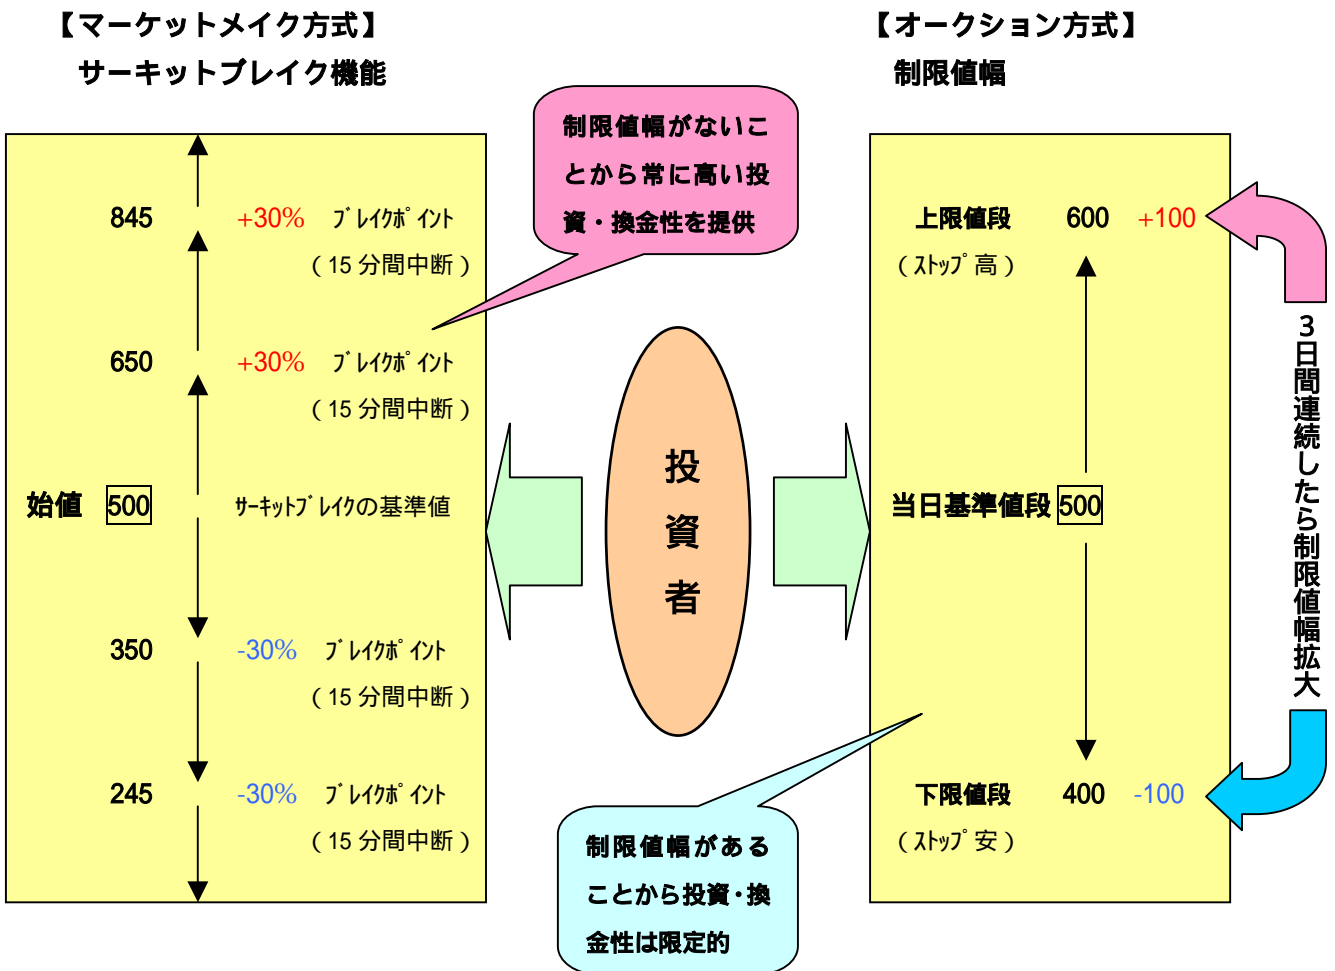 【マーケットメイク方式】
サーキットブレイク機能
845 +30% ﾌﾞﾚｲｸﾎﾟｲﾝﾄ
（15分間中断）
650 +30% ﾌﾞﾚｲｸﾎﾟｲﾝﾄ
（15分間中断）
始値 500 ｻｰｷｯﾄﾌﾞﾚｲｸの基準値
350 -30% ﾌﾞﾚｲｸﾎﾟｲﾝﾄ
（15分間中断）
245 -30% ﾌﾞﾚｲｸﾎﾟｲﾝﾄ
（15分間中断）
制限値幅がないこ
とから常に高い投
資・換金性を提供
投資者
制限値幅がある
ことから投資・換
金性は限定的
【オークション方式】
制限値幅
上限値段 600 +100
（ｽﾄｯﾌﾟ高）
当日基準値段 500
下限値段 400 -100
（ｽﾄｯﾌﾟ安）
3日間連続したら制限値幅拡大